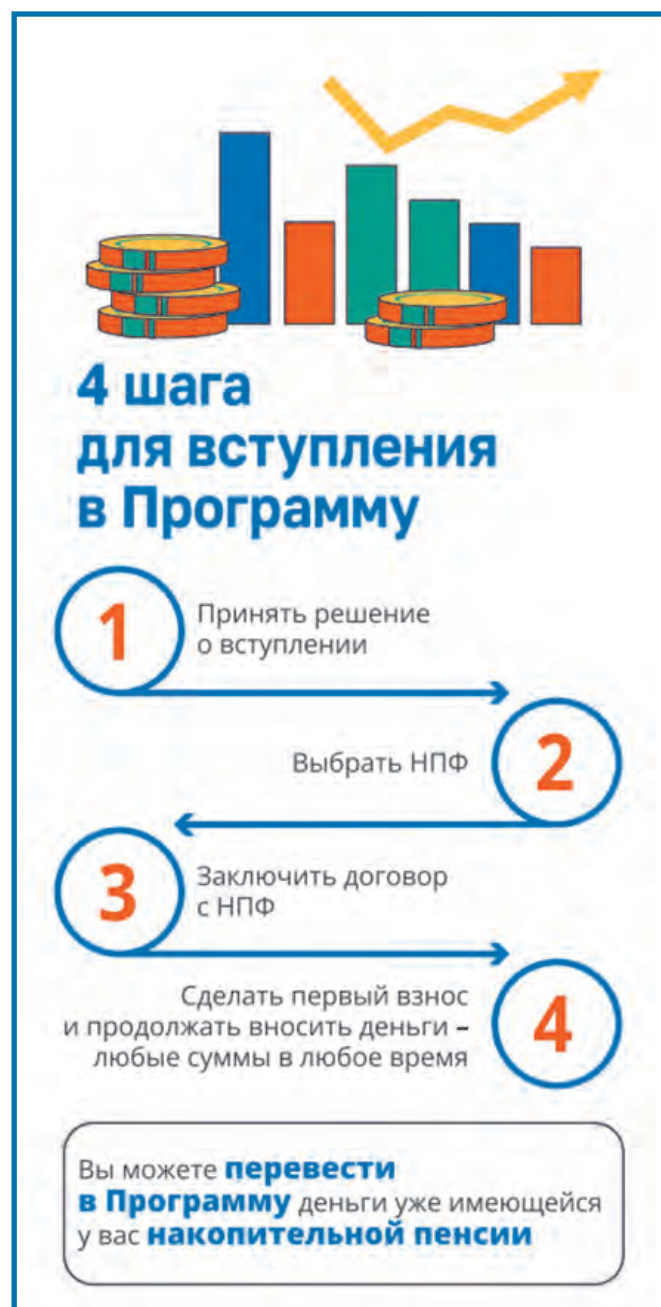 4 шага
для вступления
в Программу
1
Принять решение
о вступлении
Выбрать НПФ
2
3
Заключить договор
с НПФ
Сделать первый взнос
и продолжать вносить деньги –
любые суммы в любое время
4
Вы можете перевести
в Программу деньги уже имеющейся
у вас накопительной пенсии